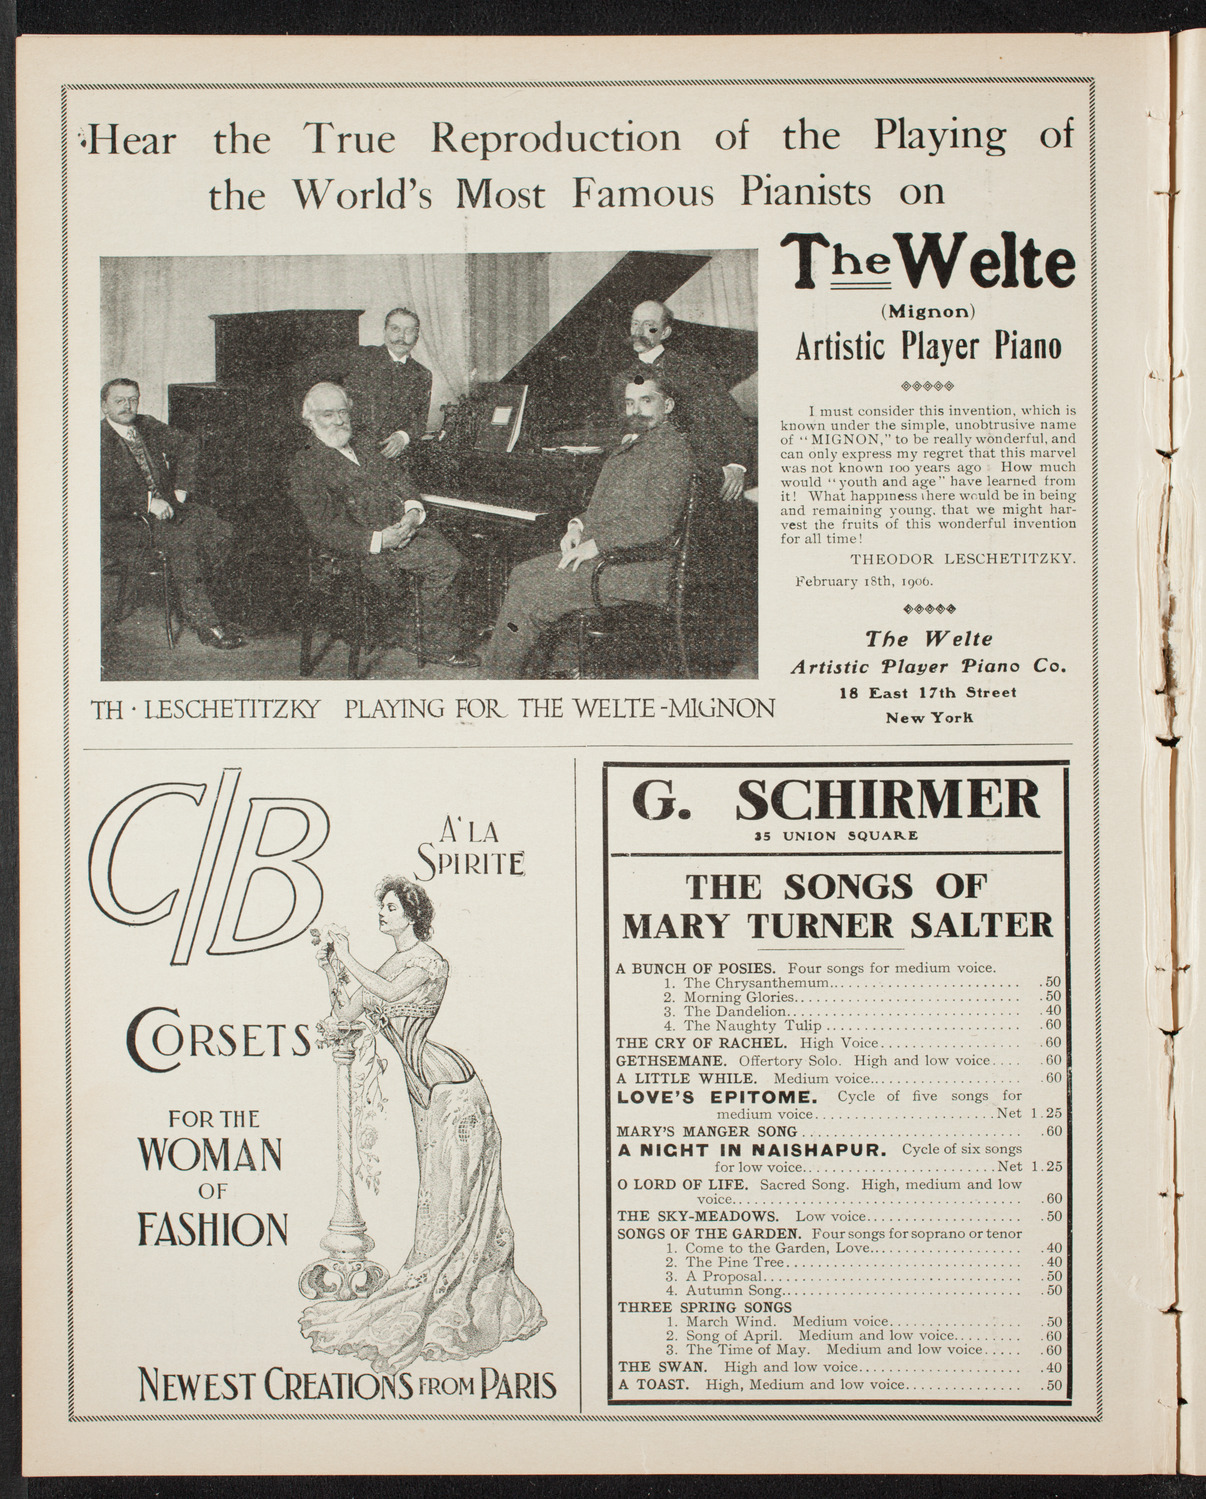 Hear the True Reproduction of the Playing of
the World's Most Famous Pianists on
The Welte
(Mignon)
Artistic Player Piano
I must consider this invention, which is
known under the simple, unobtrusive name
of "MIGNON," to be really wonderful, and
can only express my regret that this marvel
was not known 100 years ago How much
would "youth and age" have learned from
it! What happiness there would be in being
and remaining young, that we might har-
vest the fruits of this wonderful invention
for all time!
THEODOR LESCHETITZKY.
February 18th, 1906.
The Welte
Artistic Player Piano Co.
18 East 17th Street
New York
TH · LESCHETITZKY PLAYING FOR THE WELTE-MIGNON
C/B
A' LA
SPIRITE
CORSETS
FOR THE
WOMAN
OF
FASHION
NEWEST CREATIONS FROM PARIS
G. SCHIRMER
35 UNION SQUARE
THE SONGS OF
MARY TURNER SALTER
A BUNCH OF POSIES. Four songs for medium voice.
1. The Chrysanthemum.......................... .50
2. Morning Glories.............................. .50
3. The Dandelion............................... .40
4. The Naughty Tulip .......................... .60
THE CRY OF RACHEL. High Voice................... .60
GETHSEMANE. Offertory Solo. High and low voice.... .60
A LITTLE WHILE. Medium voice.................... .60
LOVE'S EPITOME. Cycle of five songs for
medium voice........................Net 1.25
MARY'S MANGER SONG ............................ .60
A NIGHT IN NAISHAPUR. Cycle of six songs
for low voice..........................Net 1.25
O LORD OF LIFE. Sacred Song. High, medium and low
voice...................................... .60
THE SKY-MEADOWS. Low voice...................... .50
SONGS OF THE GARDEN. Four songs for soprano or tenor
1. Come to the Garden, Love..................... .40
2. The Pine Tree................................ .40
3. A Proposal................................... .50
4. Autumn Song................................. .50
THREE SPRING SONGS
1. March Wind. Medium voice................... .50
2. Song of April. Medium and low voice......... .60
3. The Time of May. Medium and low voice..... .60
THE SWAN. High and low voice...................... .40
A TOAST. High, Medium and low voice............... .50